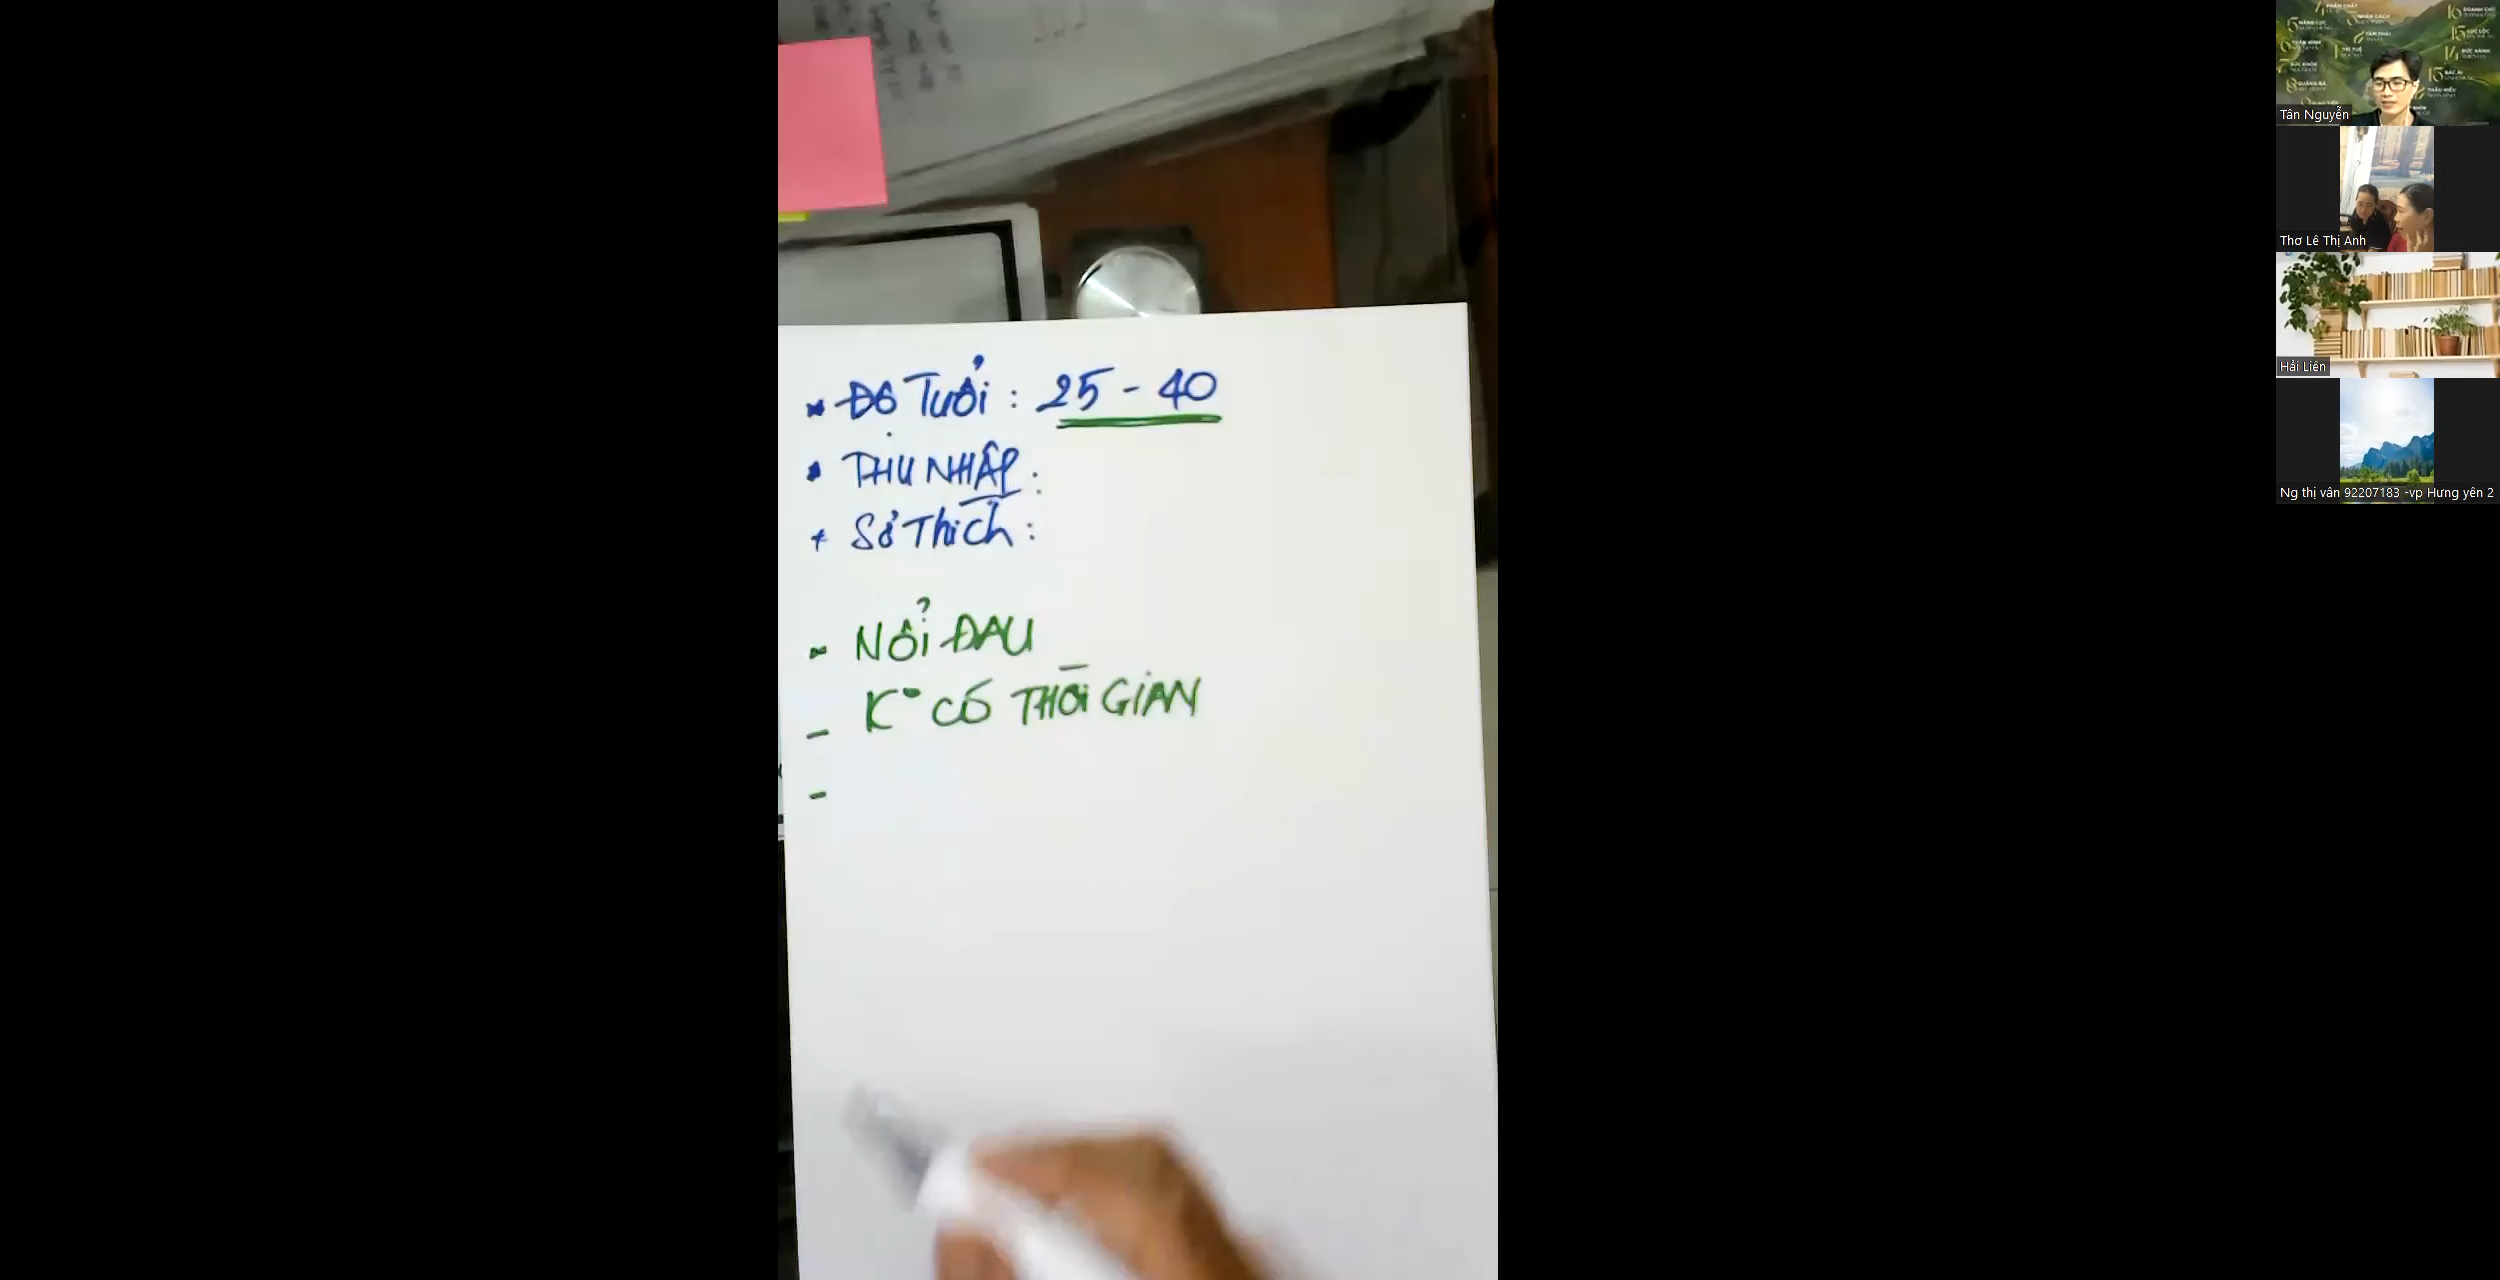 ĐỘ TUỔI : 25 - 40
THU NHẬP :
Sở Thích :
- NỔI ĐAU
K° CÓ THỜI GIAN
-
-
Tân Nguyễn
Thơ Lê Thị Anh
Hải Liên
Ng thị vân 92207183 -vp Hưng yên 2